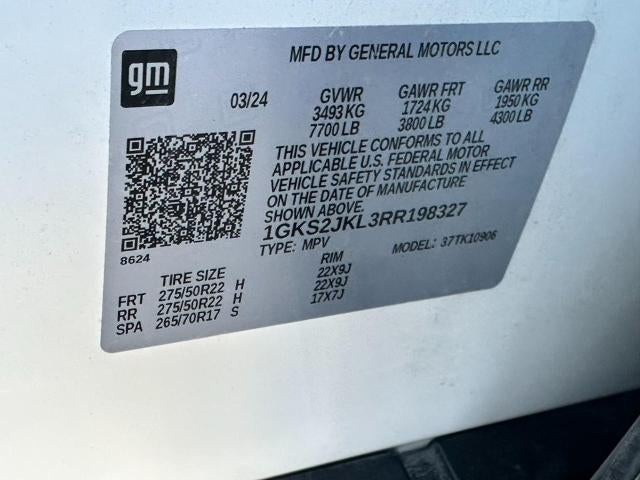 gm
MFD BY GENERAL MOTORS LLC
03/24 GVWR GAWR FRT GAWR RR
3493 KG 1724 KG 1950 KG
7700 LB 3800 LB 4300 LB
THIS VEHICLE CONFORMS TO ALL
APPLICABLE U.S. FEDERAL MOTOR
VEHICLE SAFETY STANDARDS IN EFFECT
ON THE DATE OF MANUFACTURE
SHOWN ABOVE.
1GKS2JKL3RR198327
TYPE: MPV MODEL: 37TK10906
8624
TIRE SIZE RIM
FRT 275/50R22 H 22X9J
RR 275/50R22 H 22X9J
SPA 265/70R17 S 17X7J